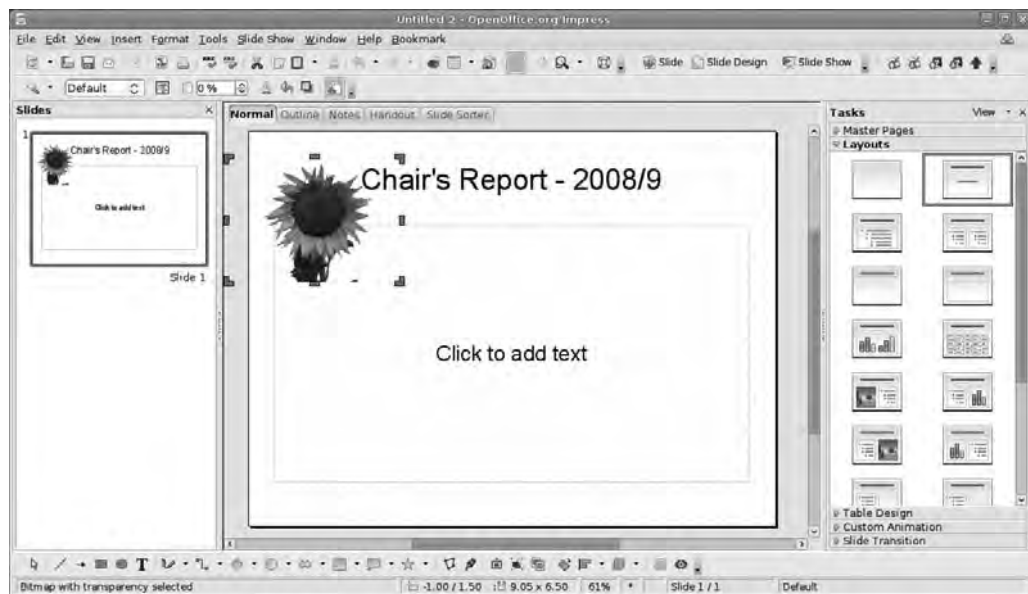 Untitled 2 - OpenOffice.org Impress
File Edit View Insert Format Tools Slide Show Window Help Bookmark
Slide Slide Design Slide Show
Default 0%
Slides
Normal Outline Notes Handout Slide Sorter
Tasks View
Master Pages
Layouts
1
Chair's Report - 2008/9
Click to add text
Slide 1
Chair's Report - 2008/9
Click to add text
Table Design
Custom Animation
Slide Transition
T
Bitmap with transparency selected -1.00 / 1.50 9.05 x 6.50 61% * Slide 1 / 1 Default